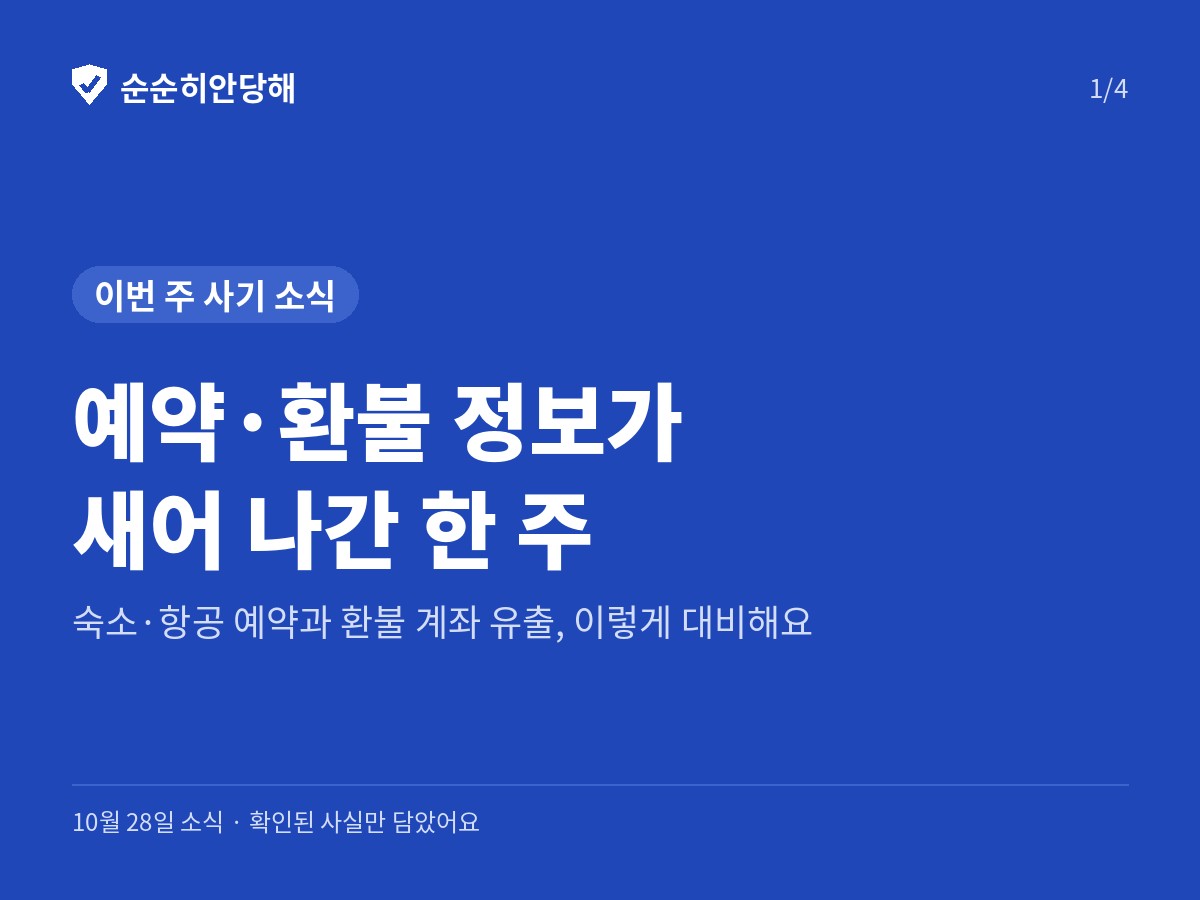 순순히안당해
1/4
이번 주 사기 소식
예약·환불 정보가
새어 나간 한 주
숙소·항공 예약과 환불 계좌 유출, 이렇게 대비해요
10월 28일 소식 · 확인된 사실만 담았어요